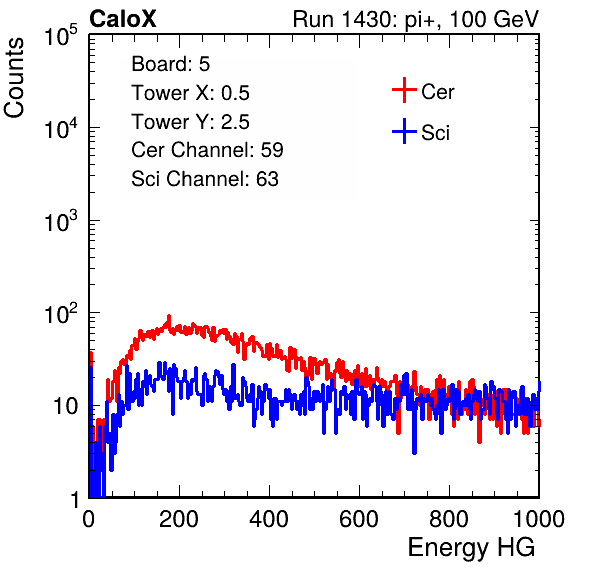 CaloX Run 1430: pi+, 100 GeV
Board: 5
Tower X: 0.5
Tower Y: 2.5
Cer Channel: 59
Sci Channel: 63
Cer
Sci
Counts
10^5
10^4
10^3
10^2
10
1
0 200 400 600 800 1000
Energy HG